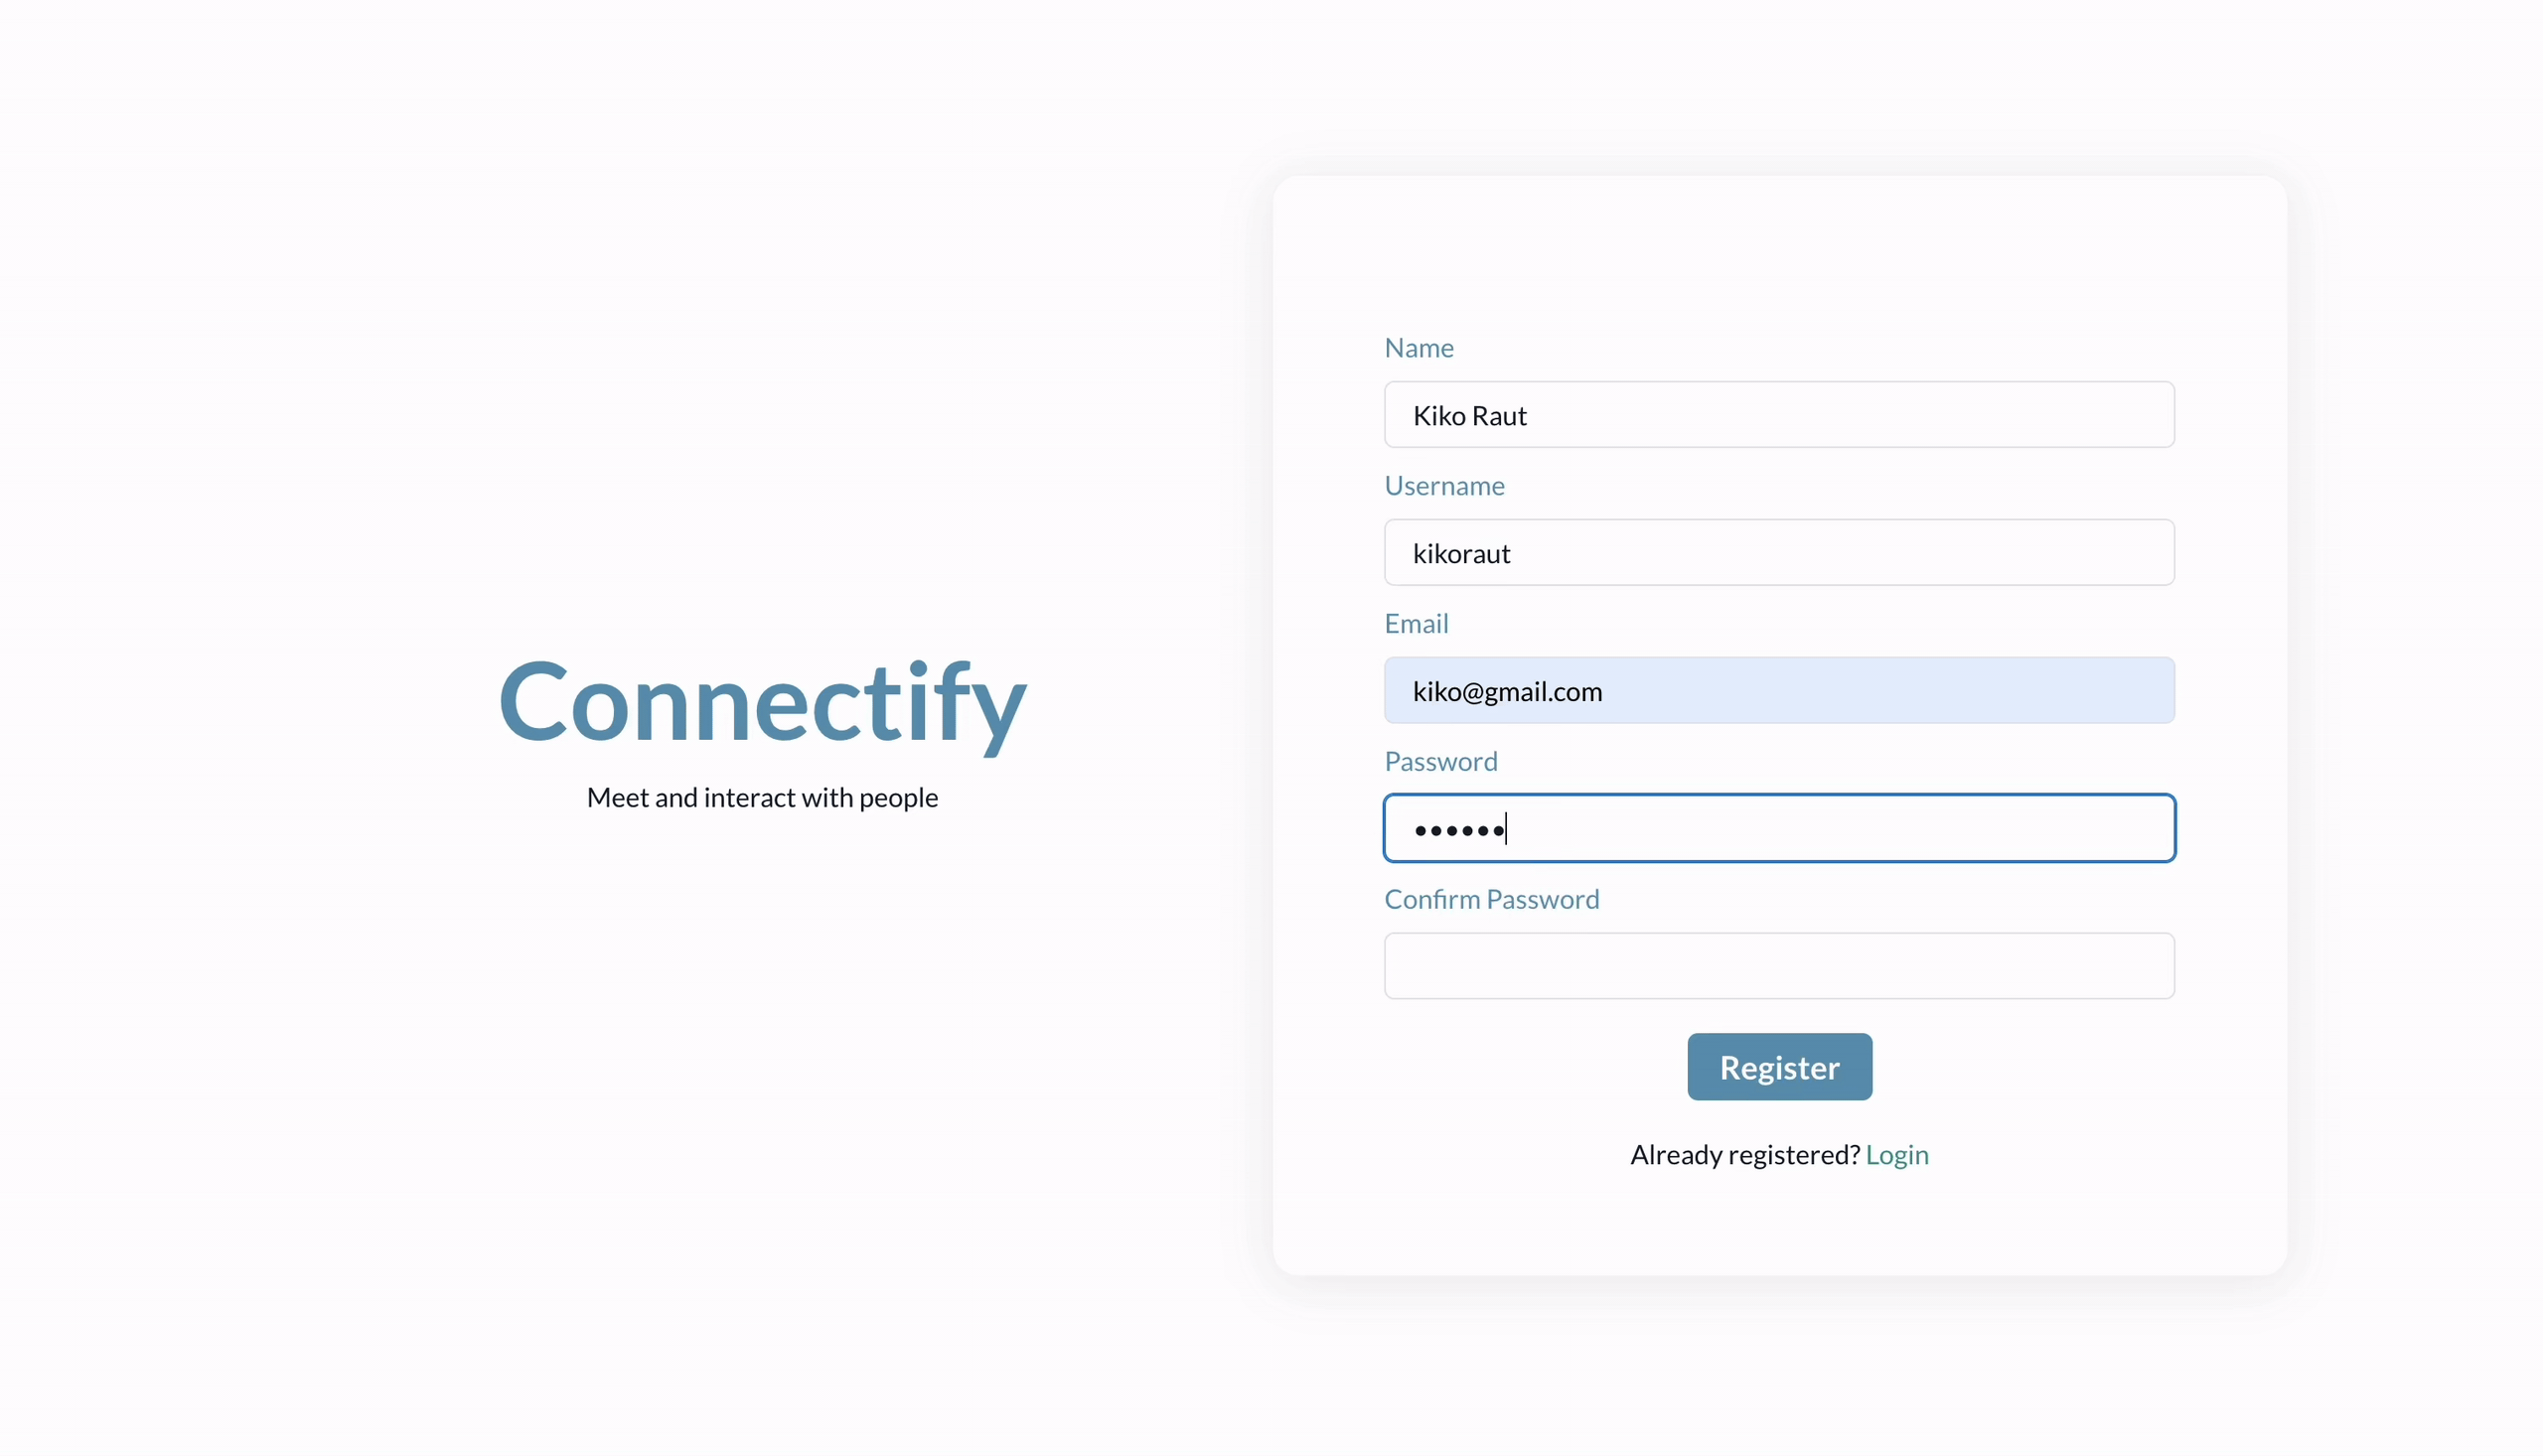 Connectify
Meet and interact with people
Name
Kiko Raut
Username
kikoraut
Email
kiko@gmail.com
Password
••••••
Confirm Password
Register
Already registered? Login